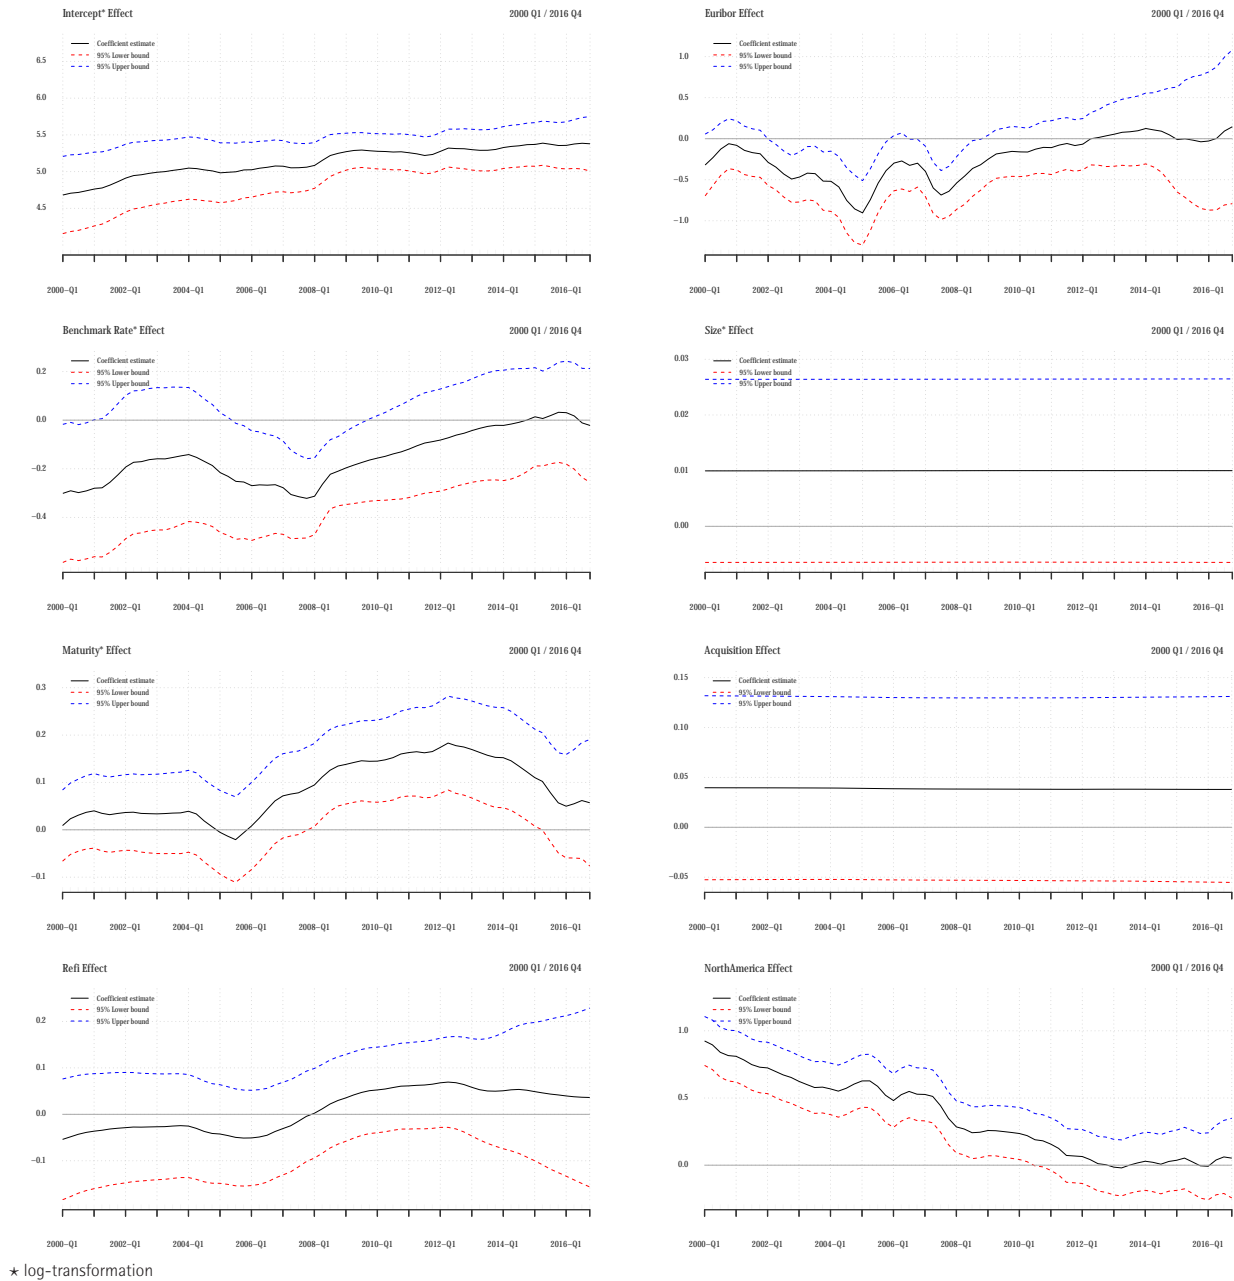 Intercept* Effect 2000 Q1 / 2016 Q4
Coefficient estimate
95% Lower bound
95% Upper bound
6.5
6.0
5.5
5.0
4.5
2000–Q1 2002–Q1 2004–Q1 2006–Q1 2008–Q1 2010–Q1 2012–Q1 2014–Q1 2016–Q1
Euribor Effect 2000 Q1 / 2016 Q4
Coefficient estimate
95% Lower bound
95% Upper bound
1.0
0.5
0.0
−0.5
−1.0
2000–Q1 2002–Q1 2004–Q1 2006–Q1 2008–Q1 2010–Q1 2012–Q1 2014–Q1 2016–Q1
Benchmark Rate* Effect 2000 Q1 / 2016 Q4
Coefficient estimate
95% Lower bound
95% Upper bound
0.2
0.0
−0.2
−0.4
2000–Q1 2002–Q1 2004–Q1 2006–Q1 2008–Q1 2010–Q1 2012–Q1 2014–Q1 2016–Q1
Size* Effect 2000 Q1 / 2016 Q4
Coefficient estimate
95% Lower bound
95% Upper bound
0.03
0.02
0.01
0.00
2000–Q1 2002–Q1 2004–Q1 2006–Q1 2008–Q1 2010–Q1 2012–Q1 2014–Q1 2016–Q1
Maturity* Effect 2000 Q1 / 2016 Q4
Coefficient estimate
95% Lower bound
95% Upper bound
0.3
0.2
0.1
0.0
−0.1
2000–Q1 2002–Q1 2004–Q1 2006–Q1 2008–Q1 2010–Q1 2012–Q1 2014–Q1 2016–Q1
Acquisition Effect 2000 Q1 / 2016 Q4
Coefficient estimate
95% Lower bound
95% Upper bound
0.15
0.10
0.05
0.00
−0.05
2000–Q1 2002–Q1 2004–Q1 2006–Q1 2008–Q1 2010–Q1 2012–Q1 2014–Q1 2016–Q1
Refi Effect 2000 Q1 / 2016 Q4
Coefficient estimate
95% Lower bound
95% Upper bound
0.2
0.1
0.0
−0.1
2000–Q1 2002–Q1 2004–Q1 2006–Q1 2008–Q1 2010–Q1 2012–Q1 2014–Q1 2016–Q1
NorthAmerica Effect 2000 Q1 / 2016 Q4
Coefficient estimate
95% Lower bound
95% Upper bound
1.0
0.5
0.0
2000–Q1 2002–Q1 2004–Q1 2006–Q1 2008–Q1 2010–Q1 2012–Q1 2014–Q1 2016–Q1
★ log-transformation